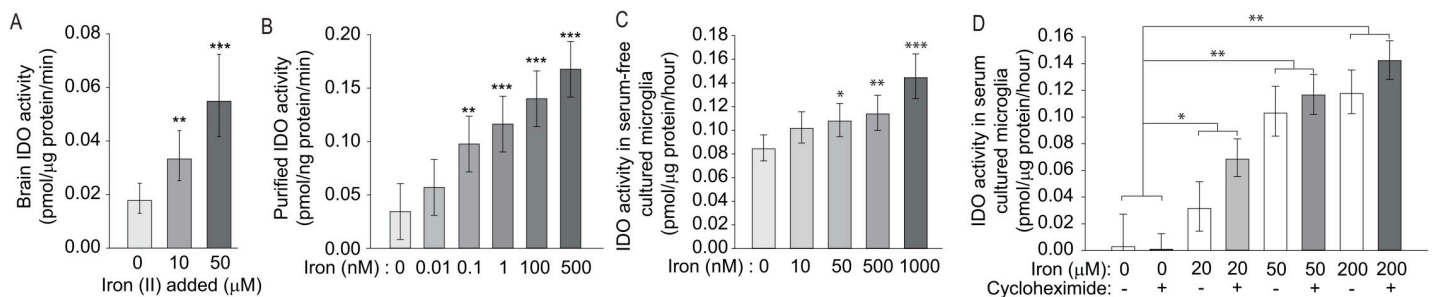 A
Brain IDO activity
(pmol/μg protein/min)
0.08
0.06
0.04
0.02
0.00
** ***
0 10 50
Iron (II) added (μM)
B
Purified IDO activity
(pmol/ng protein/min)
0.20
0.15
0.10
0.05
0.00
** *** *** ***
Iron (nM) : 0 0.01 0.1 1 100 500
C
IDO activity in serum-free
cultured microglia
(pmol/μg protein/hour)
0.18
0.16
0.14
0.12
0.10
0.08
0.06
0.04
0.02
0.00
* ** ***
Iron (nM) : 0 10 50 500 1000
D
IDO activity in serum
cultured microglia
(pmol/μg protein/hour)
0.16
0.14
0.12
0.10
0.08
0.06
0.04
0.02
0.00
**
**
*
Iron (μM): 0 0 20 20 50 50 200 200
Cycloheximide: - + - + - + - +